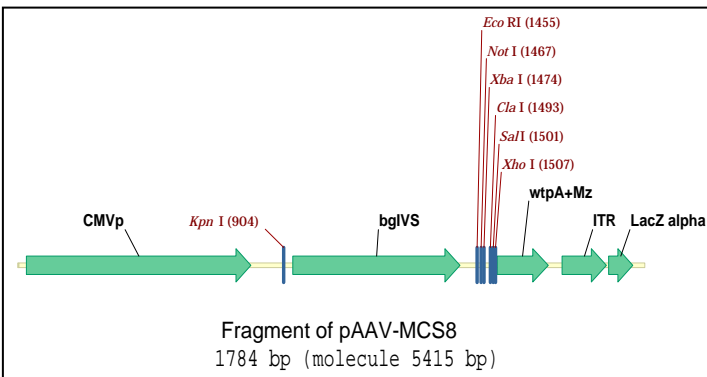 Eco RI (1455)
Not I (1467)
Xba I (1474)
Cla I (1493)
Sal I (1501)
Xho I (1507)
wtpA+Mz
CMVp
Kpn I (904)
bglVS
ITR
LacZ alpha
Fragment of pAAV-MCS8
1784 bp (molecule 5415 bp)